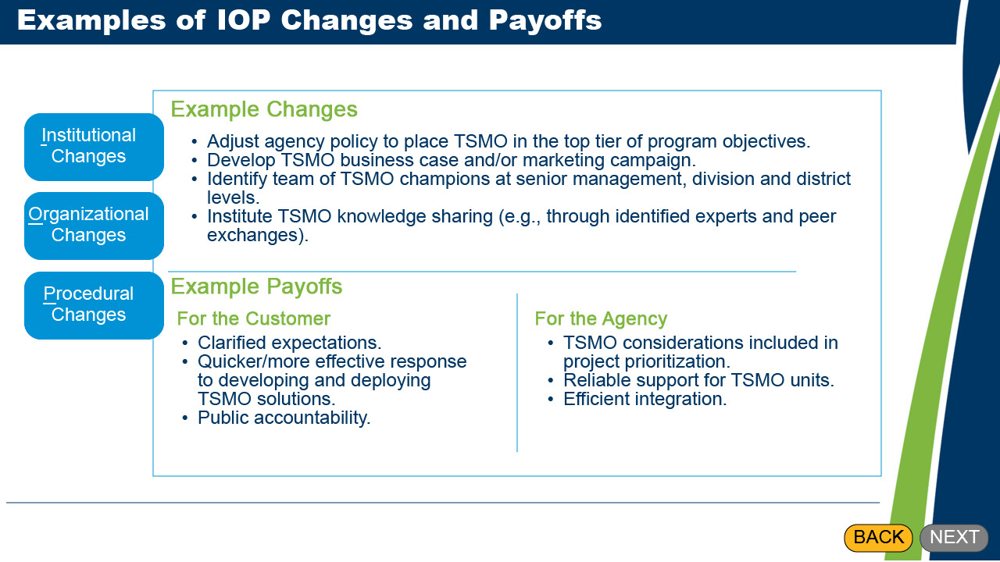 Examples of IOP Changes and Payoffs
Institutional
Changes
Organizational
Changes
Procedural
Changes
Example Changes
• Adjust agency policy to place TSMO in the top tier of program objectives.
• Develop TSMO business case and/or marketing campaign.
• Identify team of TSMO champions at senior management, division and district
levels.
• Institute TSMO knowledge sharing (e.g., through identified experts and peer
exchanges).
Example Payoffs
For the Customer
• Clarified expectations.
• Quicker/more effective response
to developing and deploying
TSMO solutions.
• Public accountability.
For the Agency
• TSMO considerations included in
project prioritization.
• Reliable support for TSMO units.
• Efficient integration.
BACK
NEXT